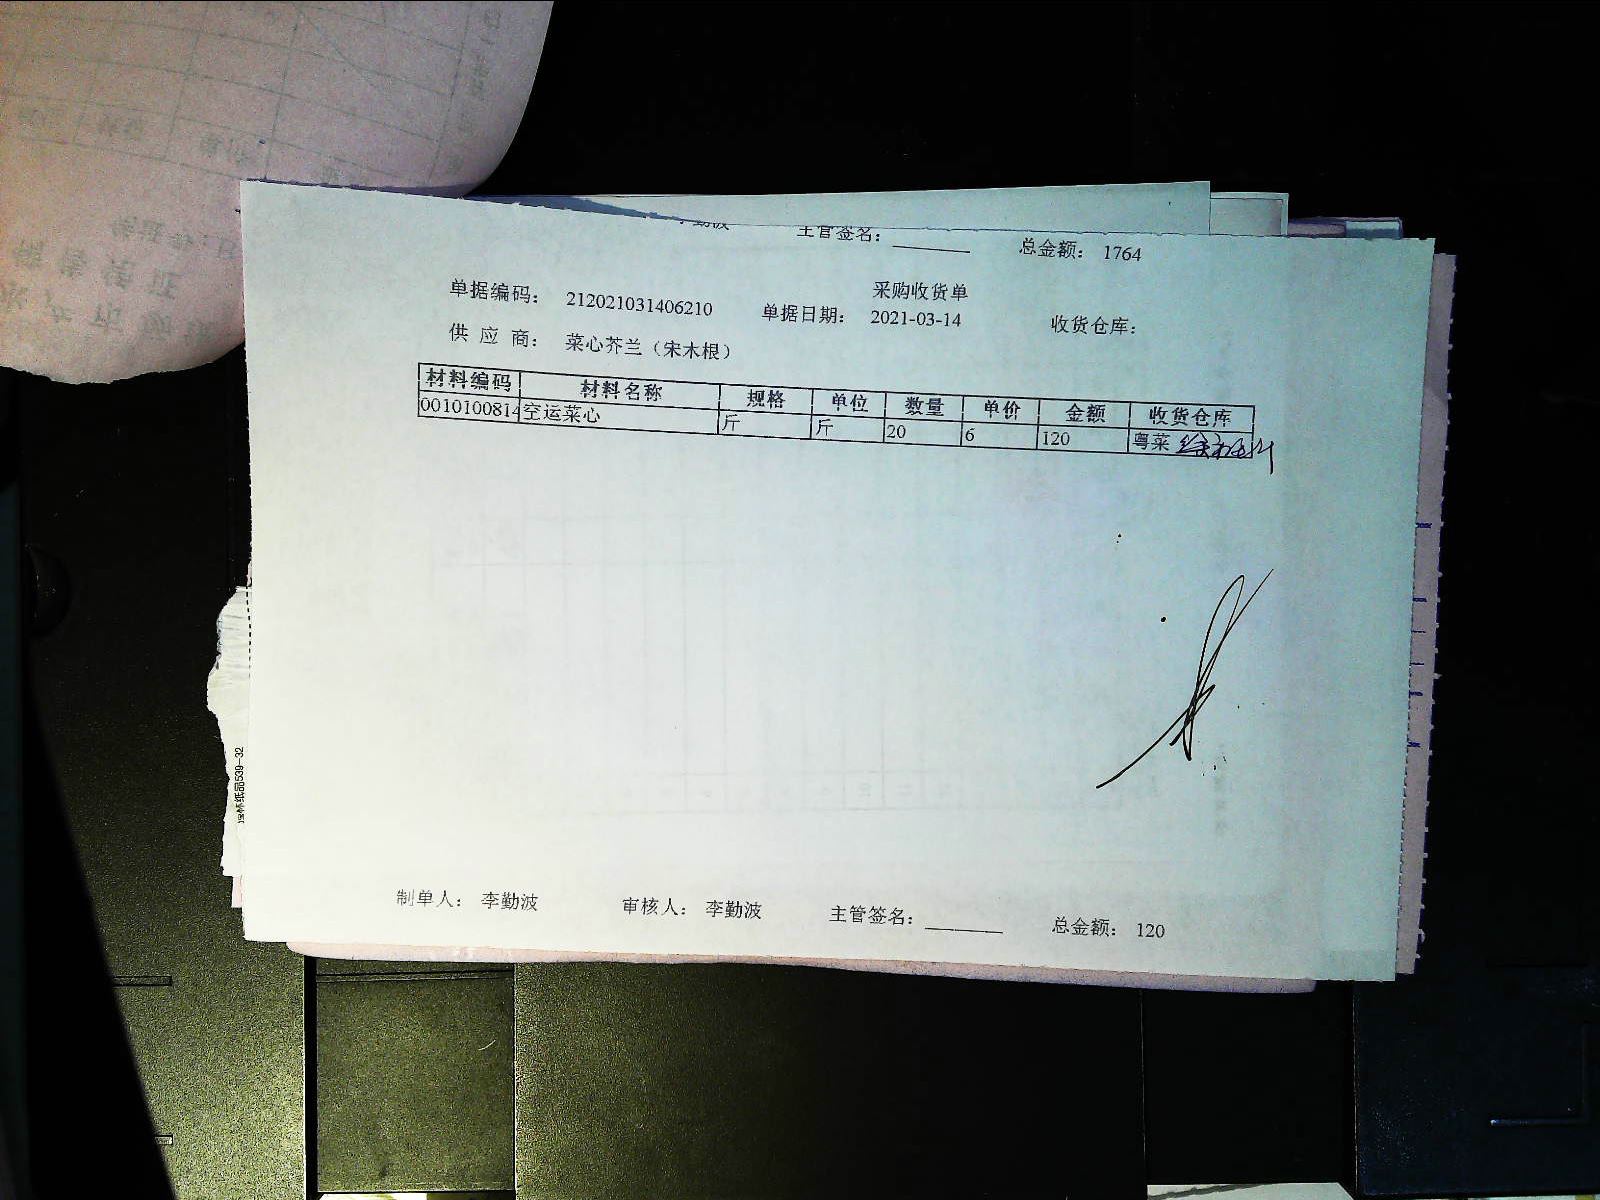 主管签名： 总金额： 1764
采购收货单
单据编码： 212021031406210 单据日期： 2021-03-14 收货仓库：
供 应 商： 菜心芥兰（宋木根）
材料编码 材料名称 规格 单位 数量 单价 金额 收货仓库
0010100814 空运菜心 斤 斤 20 6 120 粤菜
制单人： 李勤波 审核人： 李勤波 主管签名： 总金额： 120